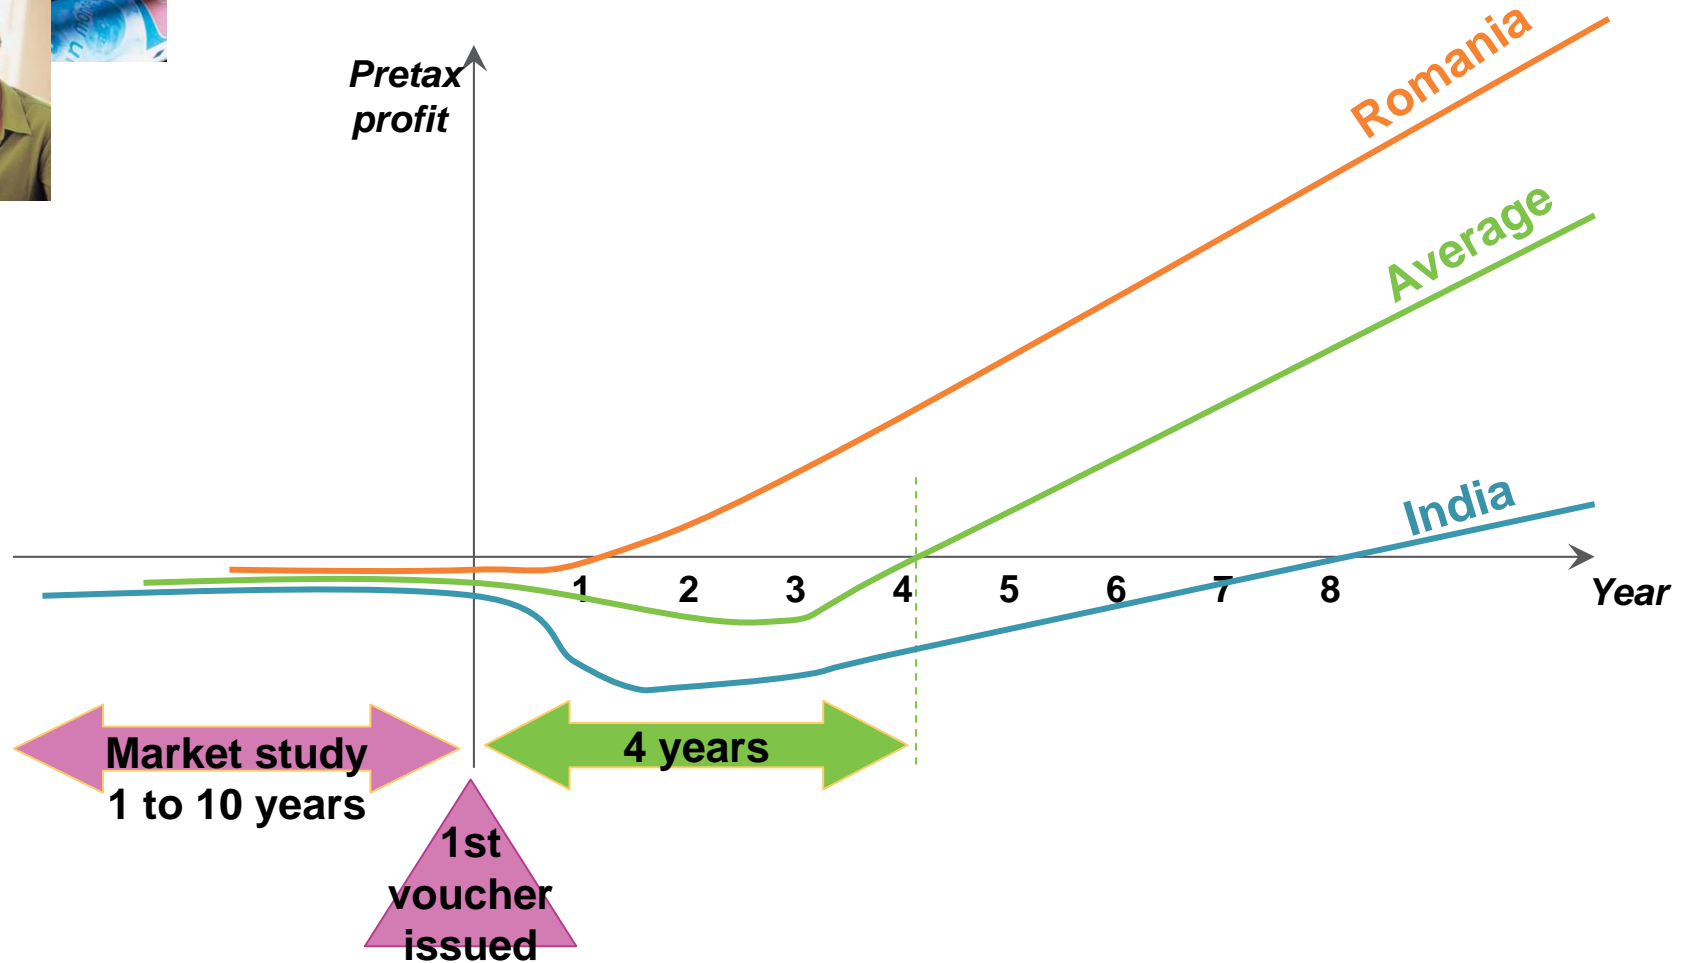 Pretax
profit
Romania
Average
India
1 2 3 4 5 6 7 8
Year
Market study
1 to 10 years
4 years
1st
voucher
issued